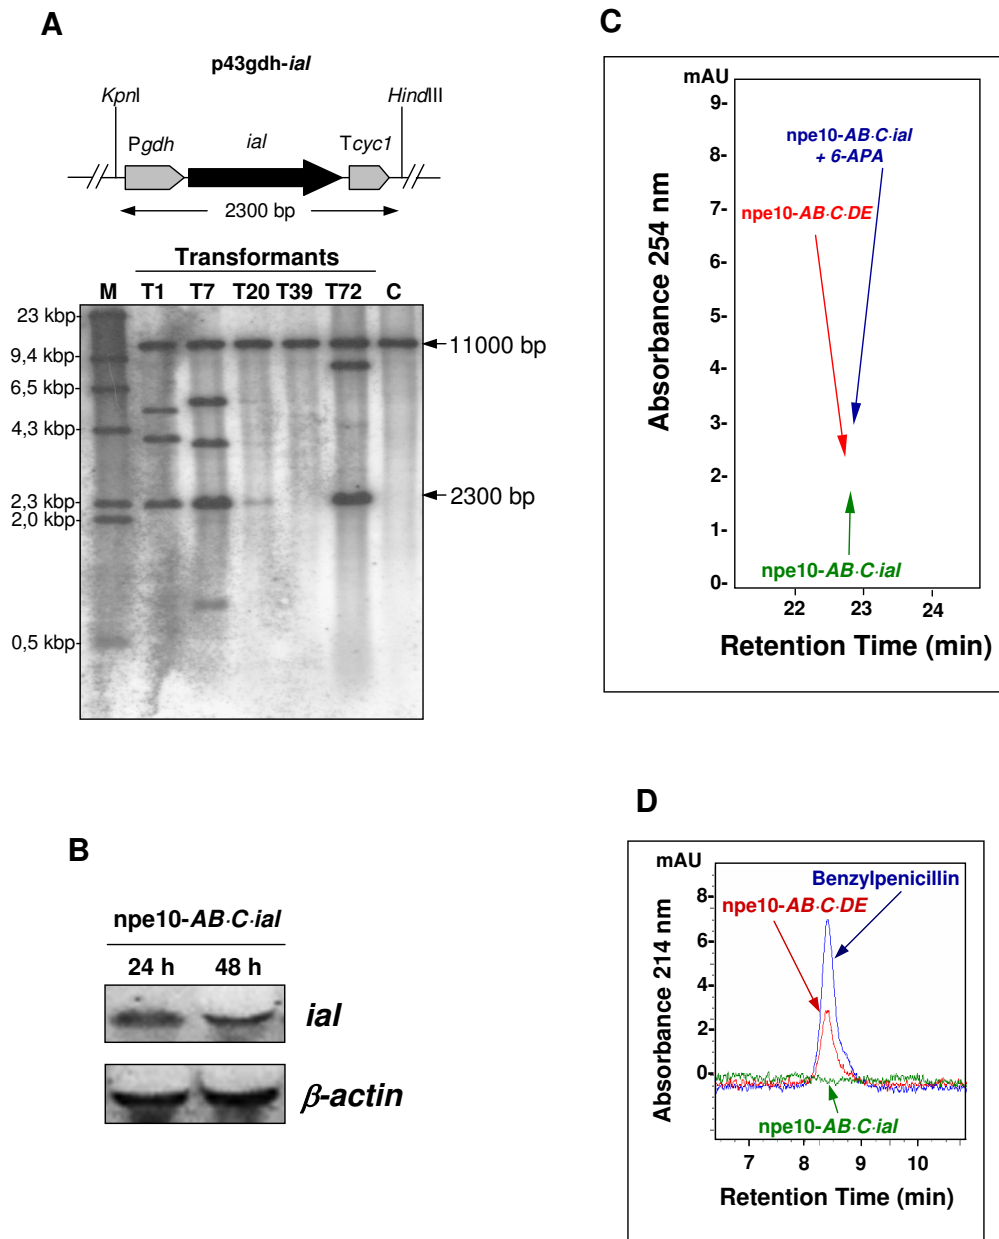 A
p43gdh-ial
KpnI
HindIII
Pgdh
ial
Tcyc1
2300 bp
Transformants
M T1 T7 T20 T39 T72 C
23 kbp-
9,4 kbp-
6,5 kbp-
4,3 kbp-
2,3 kbp-
2,0 kbp-
0,5 kbp-
11000 bp
2300 bp
B
npe10-AB·C·ial
24 h 48 h
ial
β-actin
C
mAU
9-
8-
7-
6-
5-
4-
3-
2-
1-
0-
Absorbance 254 nm
npe10-AB·C·ial
+ 6-APA
npe10-AB·C·DE
npe10-AB·C·ial
22 23 24
Retention Time (min)
D
mAU
8-
6-
4-
2-
0-
Absorbance 214 nm
Benzylpenicillin
npe10-AB·C·DE
npe10-AB·C·ial
7 8 9 10
Retention Time (min)